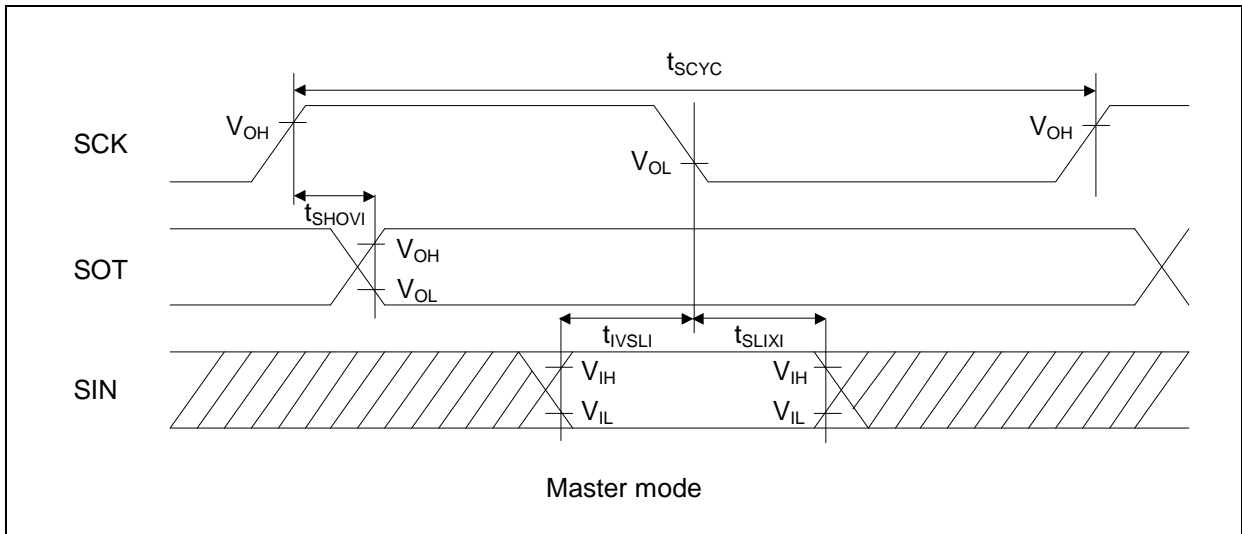 tSCYC
SCK
VOH
VOL
VOH
tSHOVI
SOT
VOH
VOL
tIVSLI
tSLIXI
SIN
VIH
VIH
VIL
VIL
Master mode